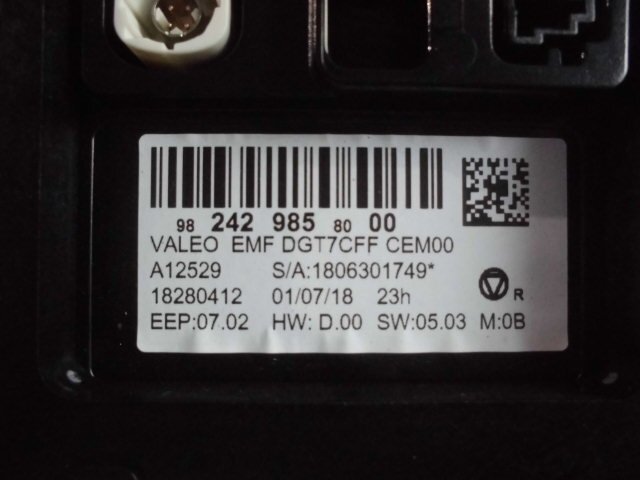 98 242 985 80 00
VALEO EMF DGT7CFF CEM00
A12529 S/A:1806301749*
18280412 01/07/18 23h
R
EEP:07.02 HW: D.00 SW:05.03 M:0B